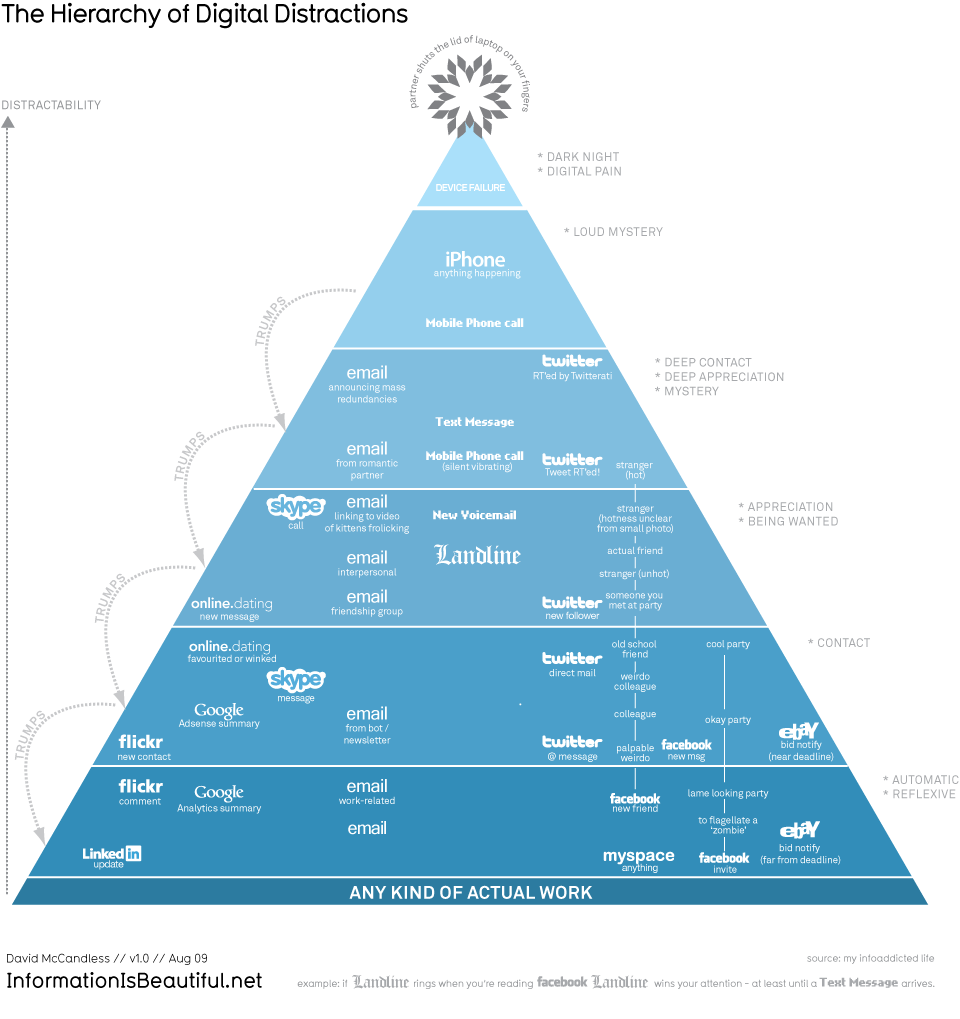 The Hierarchy of Digital Distractions
partner shuts the lid of laptop on your fingers
DISTRACTABILITY
* DARK NIGHT
* DIGITAL PAIN
DEVICE FAILURE
* LOUD MYSTERY
iPhone
anything happening
TRUMPS
Mobile Phone call
* DEEP CONTACT
* DEEP APPRECIATION
* MYSTERY
email
announcing mass
redundancies
twitter
RT'ed by Twitterati
Text Message
TRUMPS
email
from romantic
partner
Mobile Phone call
(silent vibrating)
twitter
Tweet RT'ed!
stranger
(hot)
* APPRECIATION
* BEING WANTED
skype
call
email
linking to video
of kittens frolicking
New Voicemail
stranger
(hotness unclear
from small photo)
Landline
actual friend
email
interpersonal
stranger (unhot)
TRUMPS
online.dating
new message
email
friendship group
twitter
new follower
someone you
met at party
* CONTACT
online.dating
favourited or winked
old school
friend
cool party
skype
message
twitter
direct mail
weirdo
colleague
Google
Adsense summary
email
from bot /
newsletter
colleague
okay party
TRUMPS
flickr
new contact
twitter
@ message
palpable
weirdo
facebook
new msg
ebaY
bid notify
(near deadline)
* AUTOMATIC
* REFLEXIVE
flickr
comment
Google
Analytics summary
email
work-related
facebook
new friend
lame looking party
email
to flagellate a
'zombie'
ebaY
bid notify
(far from deadline)
Linked in
update
myspace
anything
facebook
invite
ANY KIND OF ACTUAL WORK
David McCandless // v1.0 // Aug 09
InformationIsBeautiful.net
source: my infoaddicted life
example: if Landline rings when you're reading facebook Landline wins your attention - at least until a Text Message arrives.